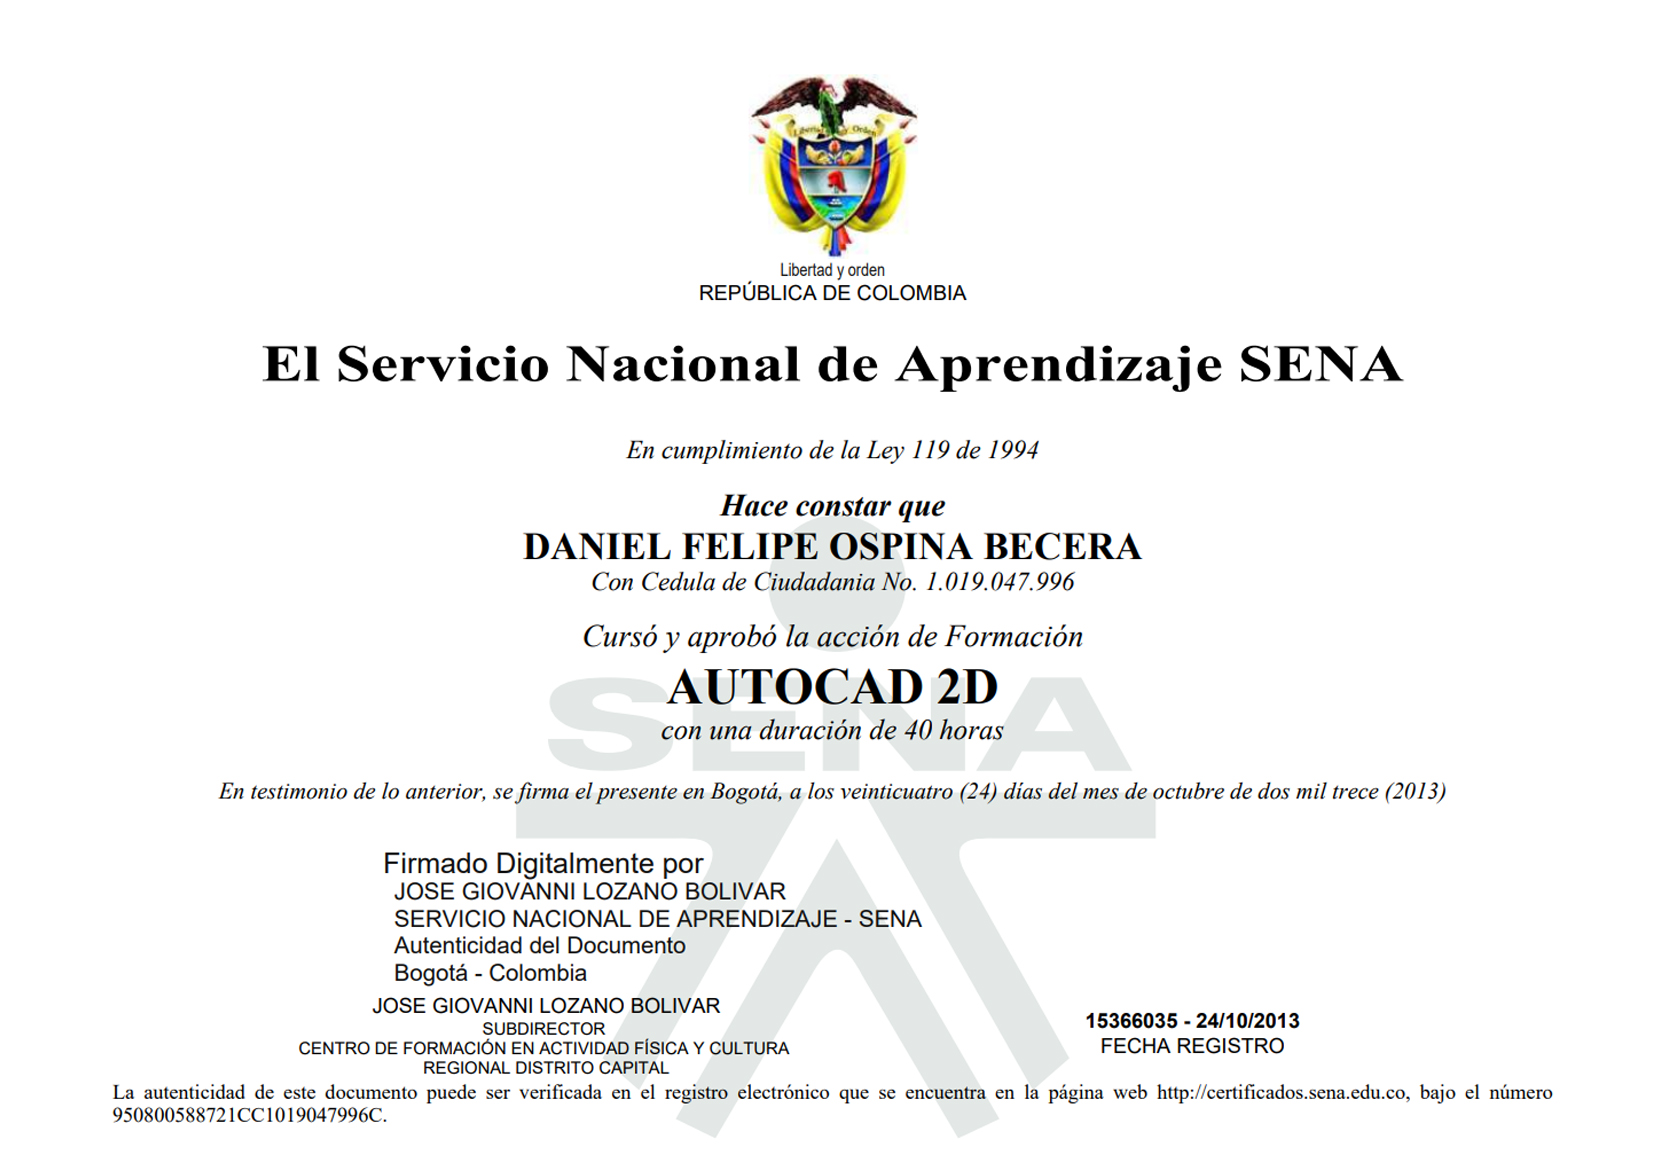 Libertad y Orden
Libertad y orden
REPÚBLICA DE COLOMBIA
El Servicio Nacional de Aprendizaje SENA
En cumplimiento de la Ley 119 de 1994
Hace constar que
DANIEL FELIPE OSPINA BECERA
Con Cedula de Ciudadania No. 1.019.047.996
Cursó y aprobó la acción de Formación
AUTOCAD 2D
SENA
con una duración de 40 horas
En testimonio de lo anterior, se firma el presente en Bogotá, a los veinticuatro (24) días del mes de octubre de dos mil trece (2013)
Firmado Digitalmente por
JOSE GIOVANNI LOZANO BOLIVAR
SERVICIO NACIONAL DE APRENDIZAJE - SENA
Autenticidad del Documento
Bogotá - Colombia
JOSE GIOVANNI LOZANO BOLIVAR
SUBDIRECTOR
CENTRO DE FORMACIÓN EN ACTIVIDAD FÍSICA Y CULTURA
REGIONAL DISTRITO CAPITAL
15366035 - 24/10/2013
FECHA REGISTRO
La autenticidad de este documento puede ser verificada en el registro electrónico que se encuentra en la página web http://certificados.sena.edu.co, bajo el número
950800588721CC1019047996C.